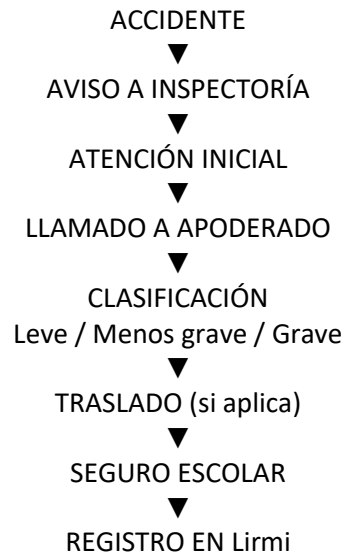 ACCIDENTE
▼
AVISO A INSPECTORÍA
▼
ATENCIÓN INICIAL
▼
LLAMADO A APODERADO
▼
CLASIFICACIÓN
Leve / Menos grave / Grave
▼
TRASLADO (si aplica)
▼
SEGURO ESCOLAR
▼
REGISTRO EN Lirmi